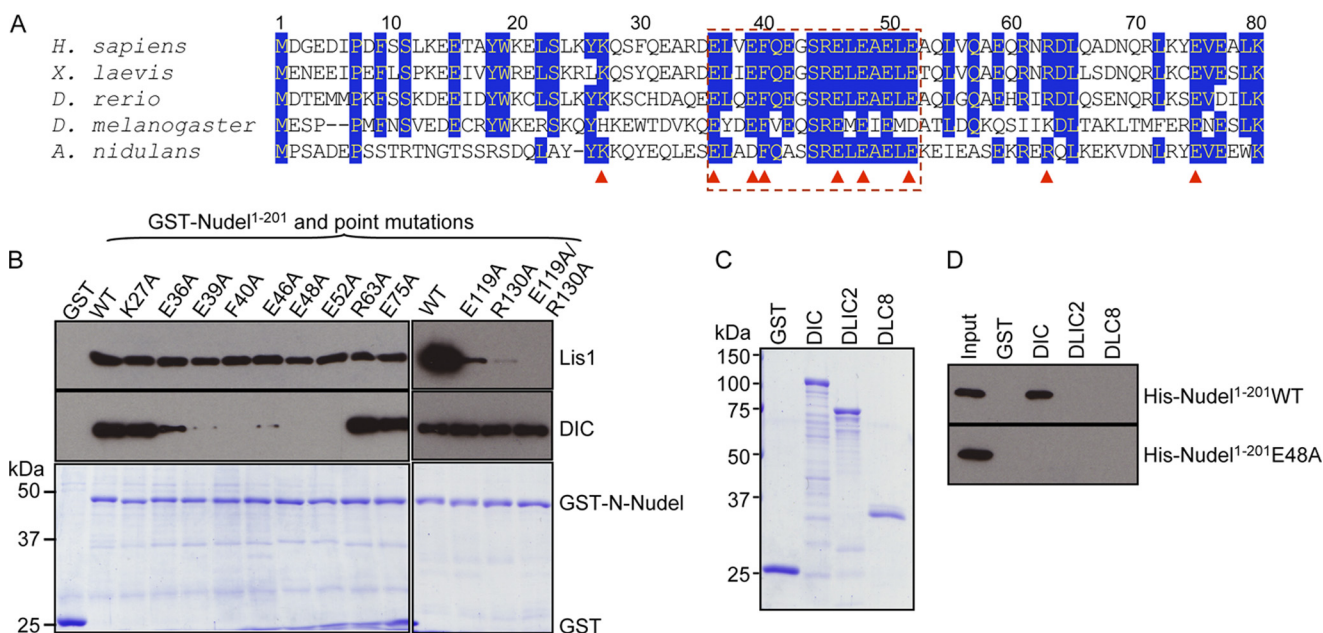 A
1 10 20 30 40 50 60 70 80
H. sapiens MDGEDIPDFSSLKEETAYWKELSLKYKQSFQEARDELVEFQEGSRELEAELEAQLVQAEQRNRDLQADNQRLKYEVEALK
X. laevis MENEEIPEFLSPKEEIVYWRELSKRLKQSYQEARDELIEFQEGSRELEAELETQLVQAEQRNRDLLSDNQRLKCEVESLK
D. rerio MDTEMMPKFSSKDEEIDYWKCLSLKYKKSCHDAQEELQEFQEGSRELEAELEAQLGQAEHRIRDLQSENQRLKSEVDILK
D. melanogaster MESP--PMFNSVEDECRYWKERSKQYHKEWTDVKQEYDEFVEQSREMEIEMDATLDQKQSIIKDLTAKLTMFERENESLK
A. nidulans MPSADEPSSTRTNGTSSRSDQLAY-YKKQYEQLESELADFQASSRELEAELEKEIEASEKRERQLKEKVDNLRYEVEEWK
GST-Nudel1-201 and point mutations
B
GST WT K27A E36A E39A F40A E46A E48A E52A R63A E75A WT E119A R130A E119A/R130A
Lis1
DIC
kDa
50
37
25
GST-N-Nudel
GST
C
kDa
GST DIC DLIC2 DLC8
150
100
75
50
37
25
D
Input GST DIC DLIC2 DLC8
His-Nudel1-201WT
His-Nudel1-201E48A